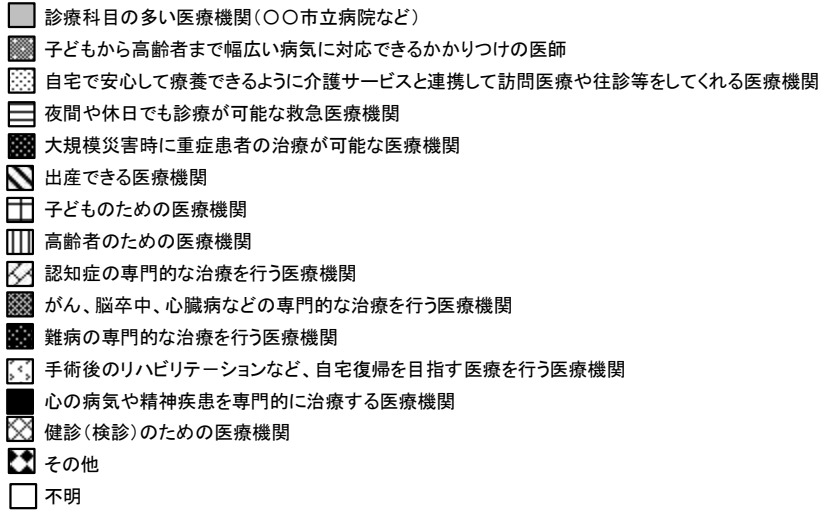 診療科目の多い医療機関(〇〇市立病院など)
子どもから高齢者まで幅広い病気に対応できるかかりつけの医師
自宅で安心して療養できるように介護サービスと連携して訪問医療や往診等をしてくれる医療機関
夜間や休日でも診療が可能な救急医療機関
大規模災害時に重症患者の治療が可能な医療機関
出産できる医療機関
子どものための医療機関
高齢者のための医療機関
認知症の専門的な治療を行う医療機関
がん、脳卒中、心臓病などの専門的な治療を行う医療機関
難病の専門的な治療を行う医療機関
手術後のリハビリテーションなど、自宅復帰を目指す医療を行う医療機関
心の病気や精神疾患を専門的に治療する医療機関
健診(検診)のための医療機関
その他
不明